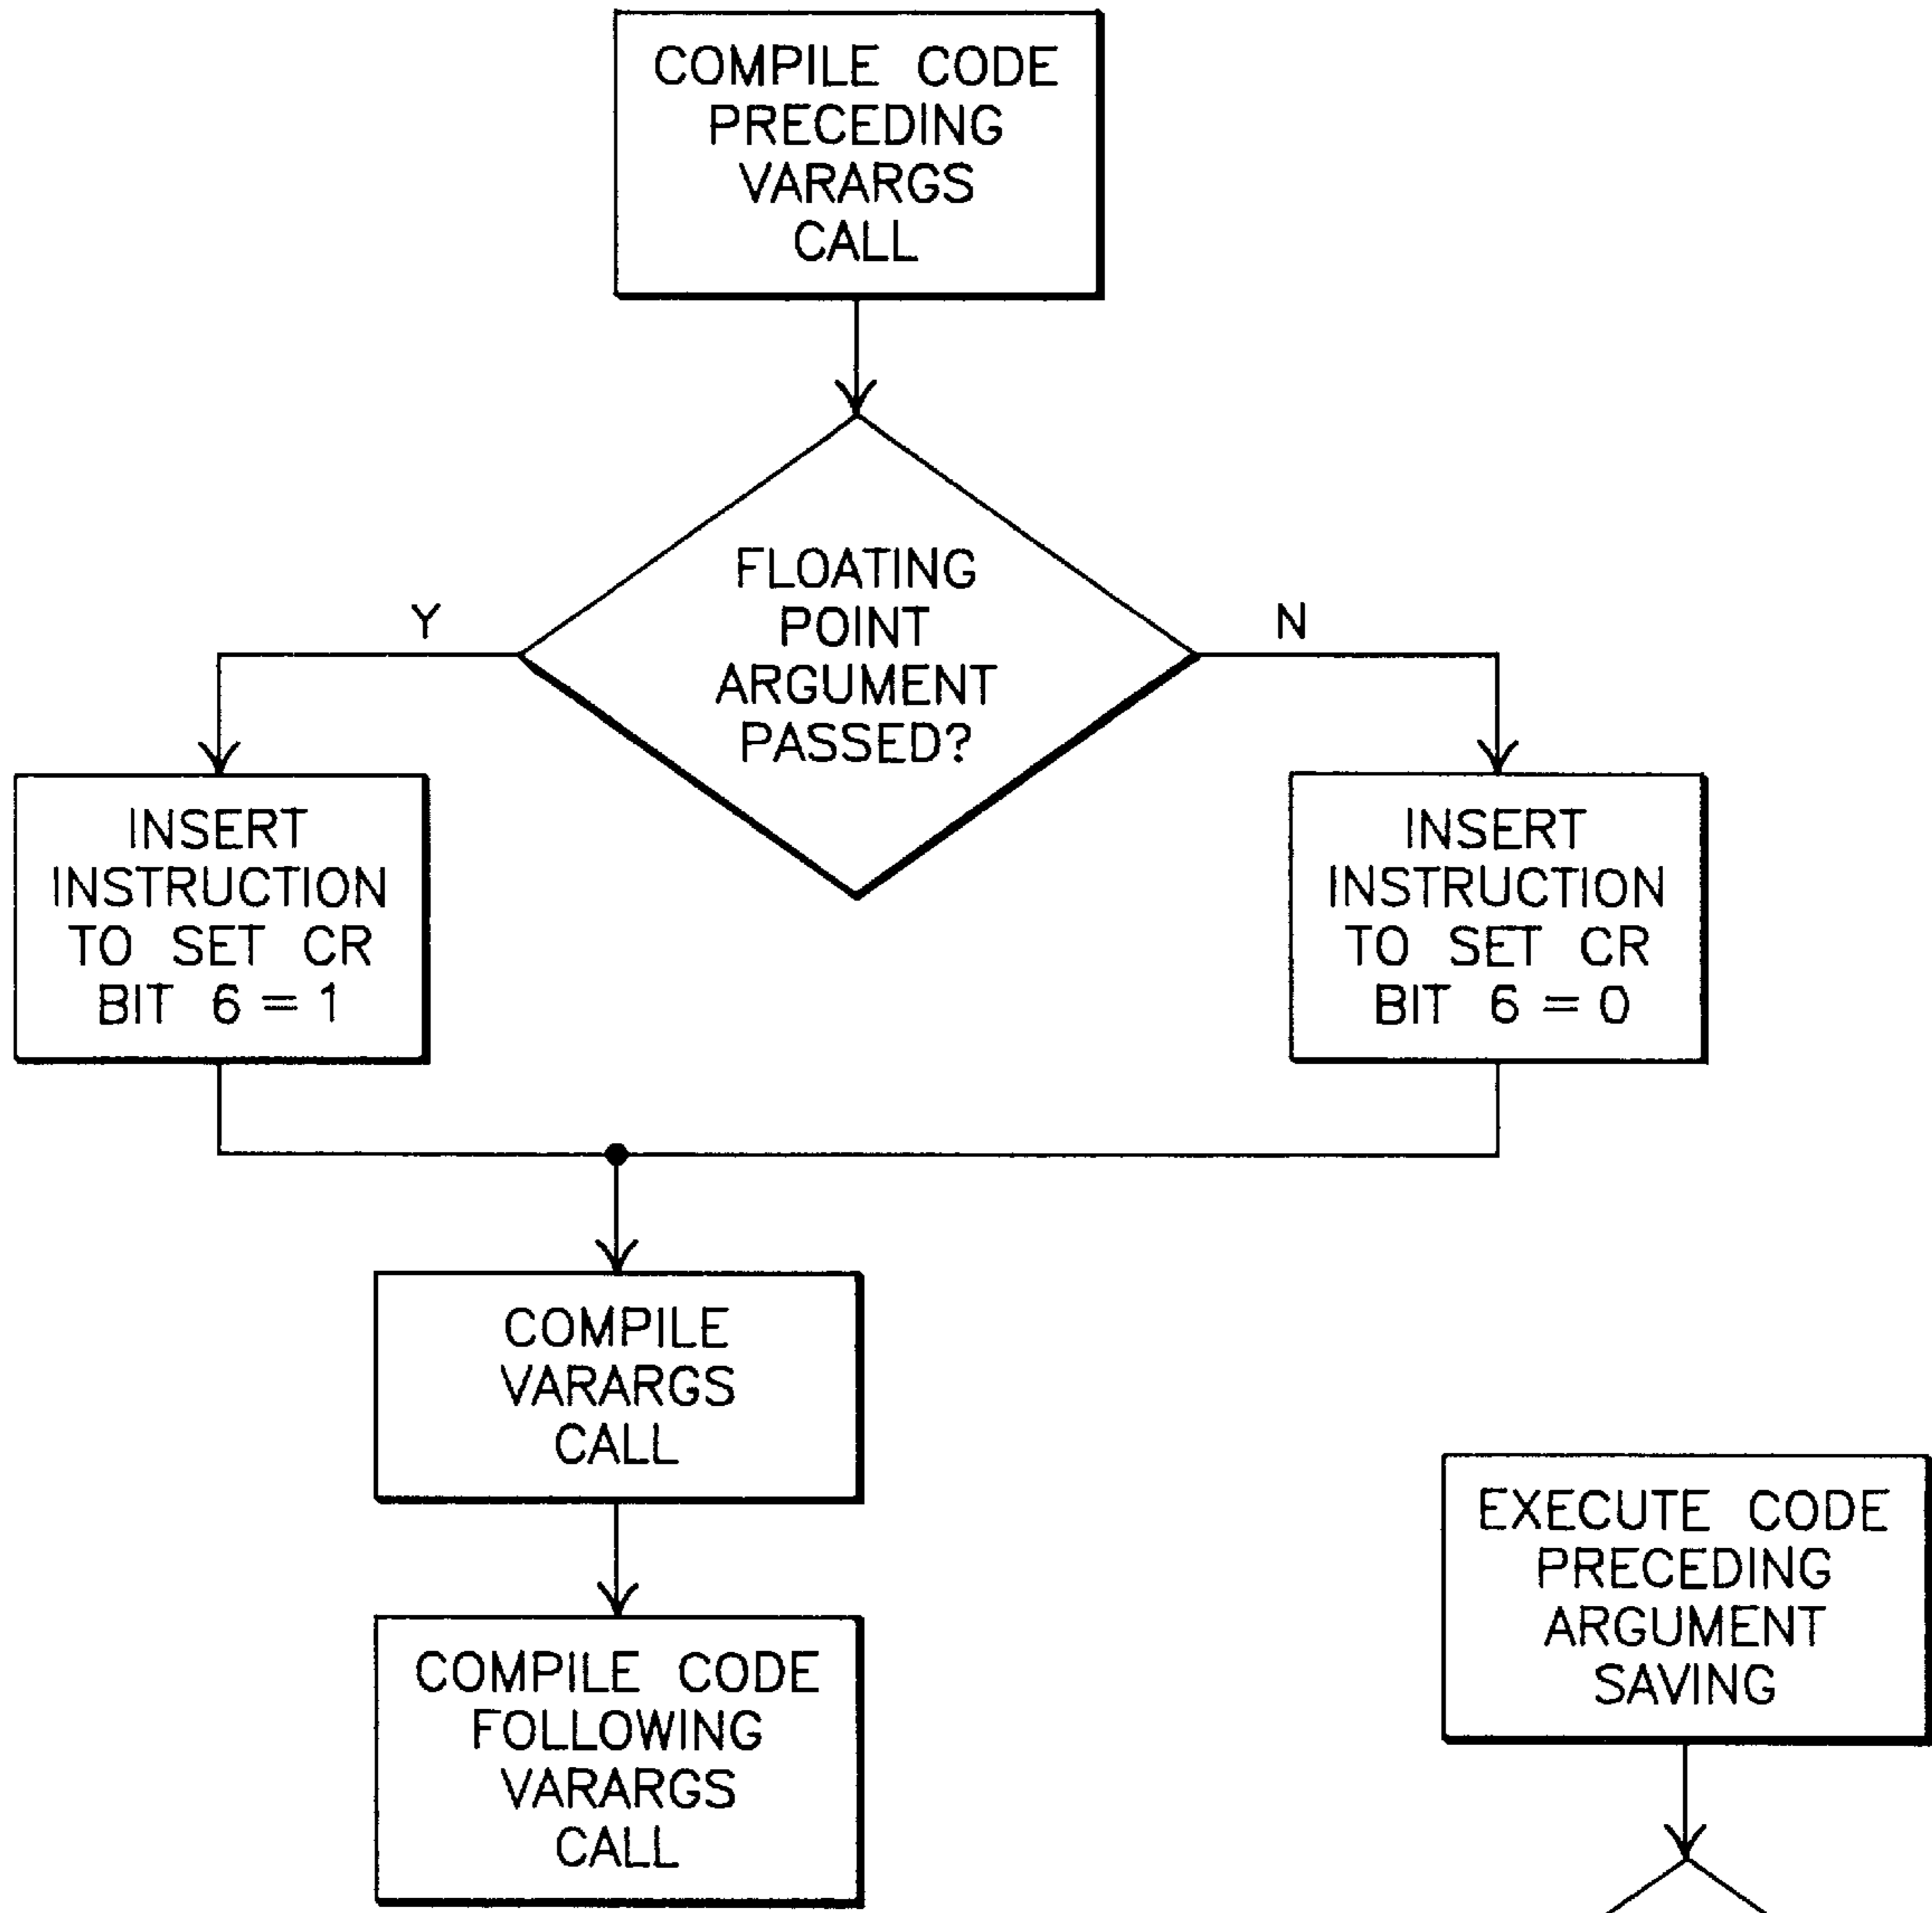 COMPILE CODE
PRECEDING
VARARGS
CALL
FLOATING
POINT
ARGUMENT
PASSED?
Y
N
INSERT
INSTRUCTION
TO SET CR
BIT 6 = 1
INSERT
INSTRUCTION
TO SET CR
BIT 6 = 0
COMPILE
VARARGS
CALL
COMPILE CODE
FOLLOWING
VARARGS
CALL
EXECUTE CODE
PRECEDING
ARGUMENT
SAVING